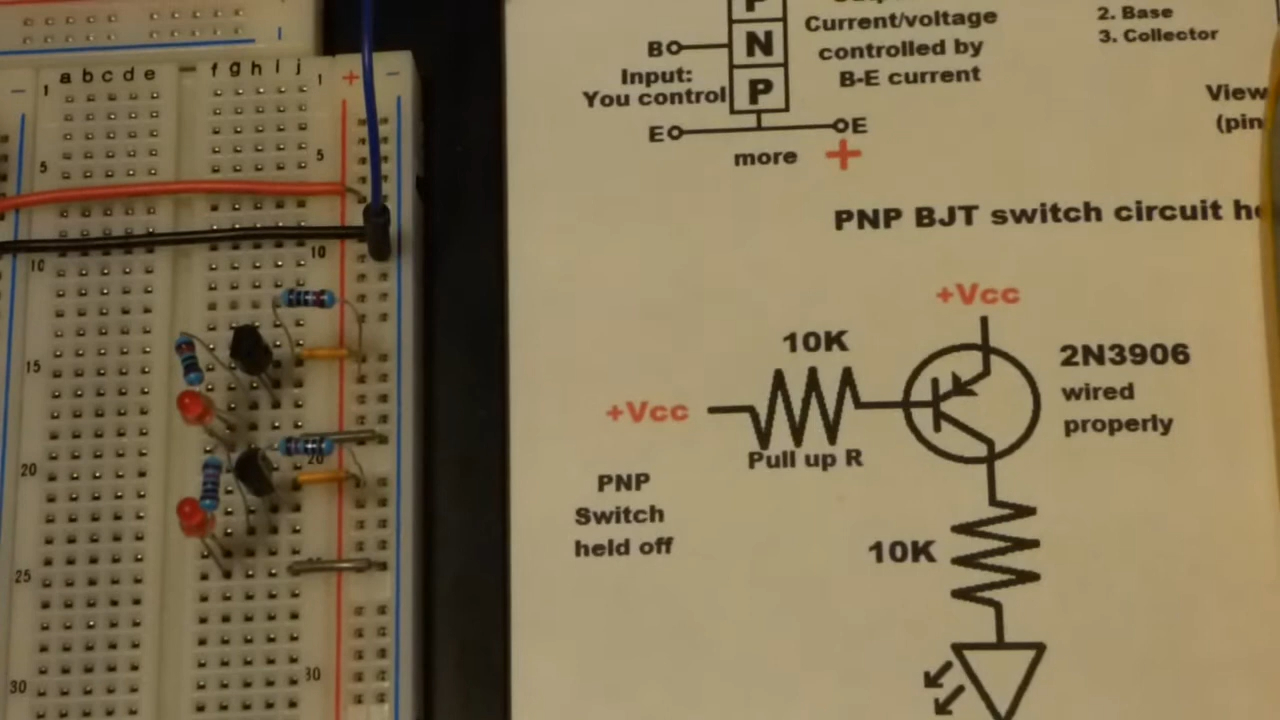 a b c d e f g h i j
1
1
5
5
10
10
15
20
20
25
30
30
P
N
P
B
Input:
You control
E
E
more +
Current/voltage
controlled by
B-E current
2. Base
3. Collector
View
(pin
PNP BJT switch circuit
+Vcc
10K
+Vcc
Pull up R
2N3906
wired
properly
PNP
Switch
held off
10K